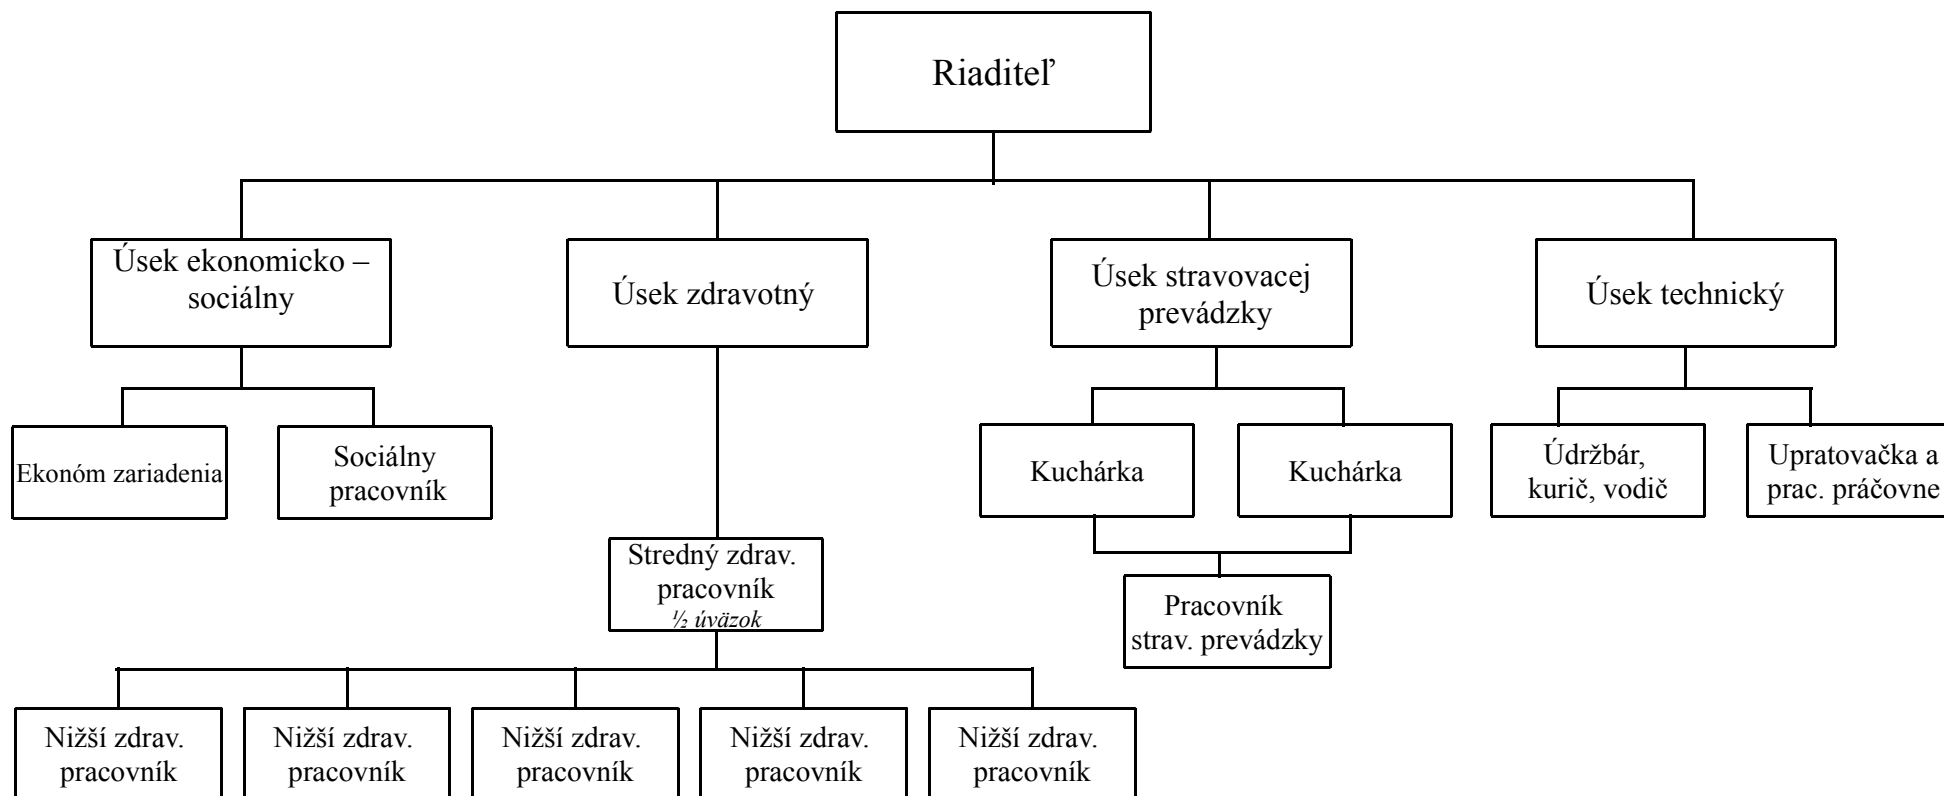 Riaditeľ
Úsek ekonomicko –
sociálny
Úsek zdravotný
Úsek stravovacej
prevádzky
Úsek technický
Ekonóm zariadenia
Sociálny
pracovník
Kuchárka
Kuchárka
Údržbár,
kurič, vodič
Upratovačka a
prac. práčovne
Stredný zdrav.
pracovník
½ úväzok
Pracovník
strav. prevádzky
Nižší zdrav.
pracovník
Nižší zdrav.
pracovník
Nižší zdrav.
pracovník
Nižší zdrav.
pracovník
Nižší zdrav.
pracovník